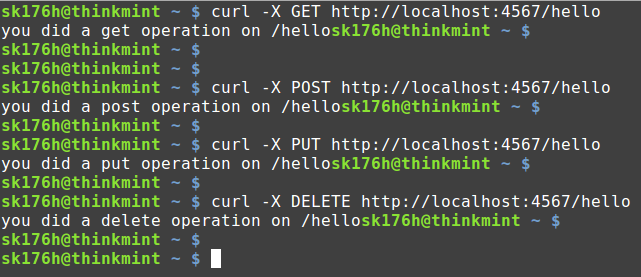 sk176h@thinkmint ~ $ curl -X GET http://localhost:4567/hello
you did a get operation on /hellosk176h@thinkmint ~ $
sk176h@thinkmint ~ $
sk176h@thinkmint ~ $
sk176h@thinkmint ~ $ curl -X POST http://localhost:4567/hello
you did a post operation on /hellosk176h@thinkmint ~ $
sk176h@thinkmint ~ $
sk176h@thinkmint ~ $ curl -X PUT http://localhost:4567/hello
you did a put operation on /hellosk176h@thinkmint ~ $
sk176h@thinkmint ~ $
sk176h@thinkmint ~ $ curl -X DELETE http://localhost:4567/hello
you did a delete operation on /hellosk176h@thinkmint ~ $
sk176h@thinkmint ~ $
sk176h@thinkmint ~ $